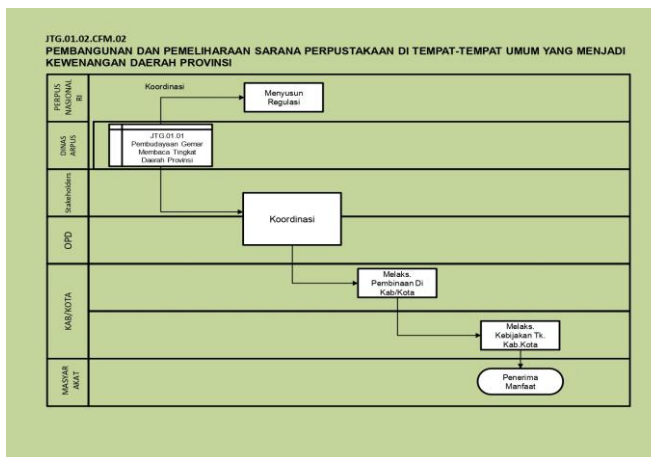 JTG.01.02.CFM.02
PEMBANGUNAN DAN PEMELIHARAAN SARANA PERPUSTAKAAN DI TEMPAT-TEMPAT UMUM YANG MENJADI
KEWENANGAN DAERAH PROVINSI
PERPUS
NASIONAL
RI
Koordinasi
Menyusun
Regulasi
DINAS
ARPUS
JTG.01.01
Pembudayaan Gemar
Membaca Tingkat
Daerah Provinsi
Stakeholders
Koordinasi
OPD
KAB/KOTA
Melaks.
Pembinaan Di
Kab/Kota
Melaks.
Kebijakan Tk.
Kab.Kota
MASYAR
AKAT
Penerima
Manfaat